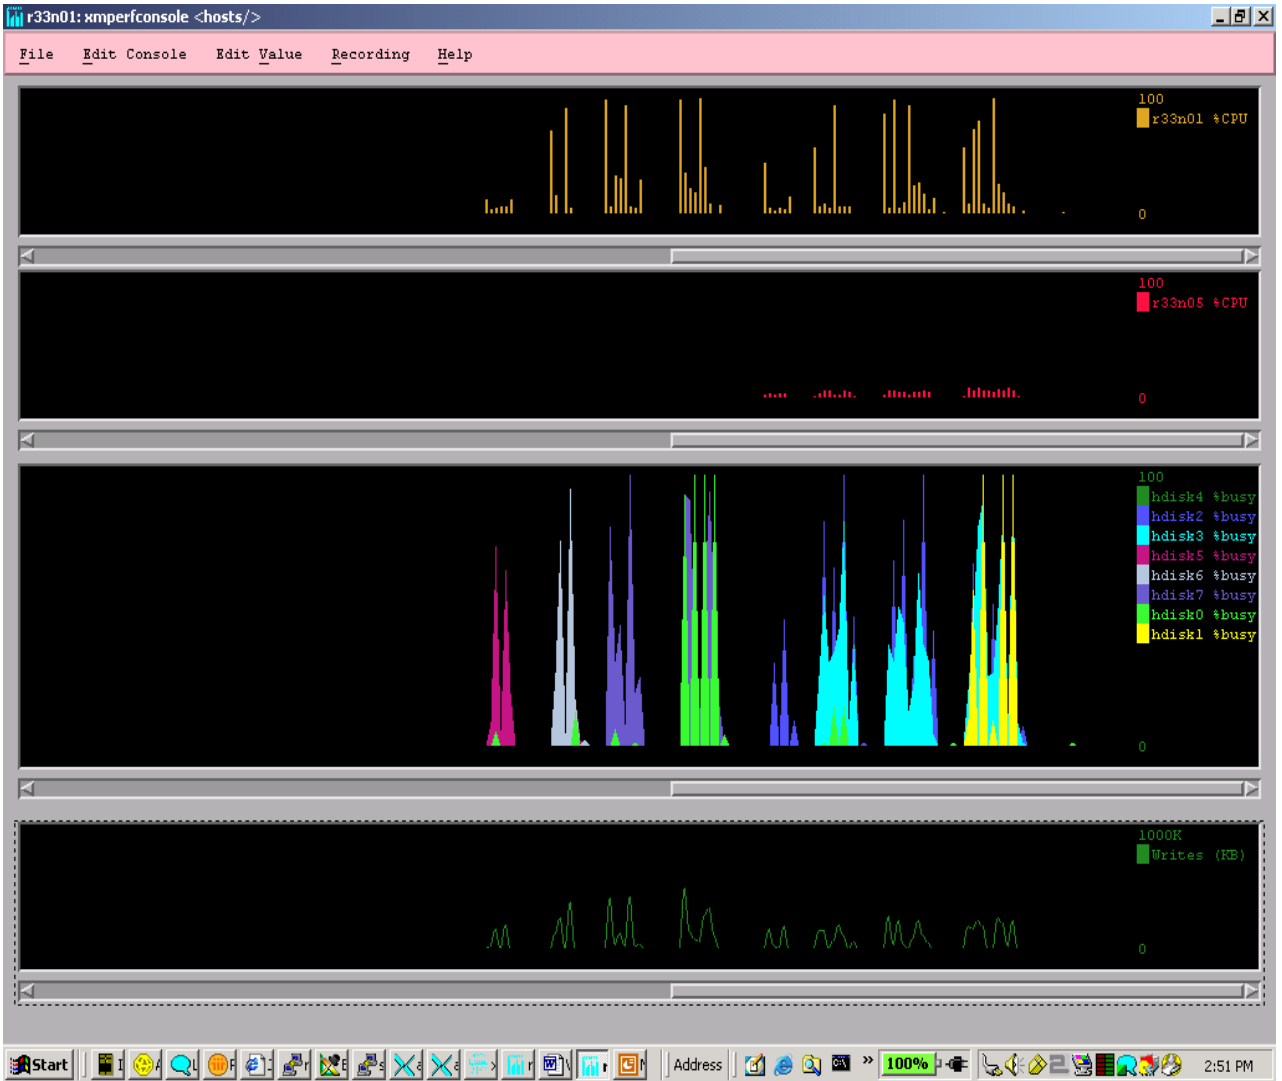 r33n01: xmperfconsole <hosts/>
File Edit Console Edit Value Recording Help
100
r33n01 %CPU
0
100
r33n05 %CPU
0
100
hdisk4 %busy
hdisk2 %busy
hdisk3 %busy
hdisk5 %busy
hdisk6 %busy
hdisk7 %busy
hdisk0 %busy
hdisk1 %busy
0
1000K
Writes (KB)
0
Start Address 100% 2:51 PM